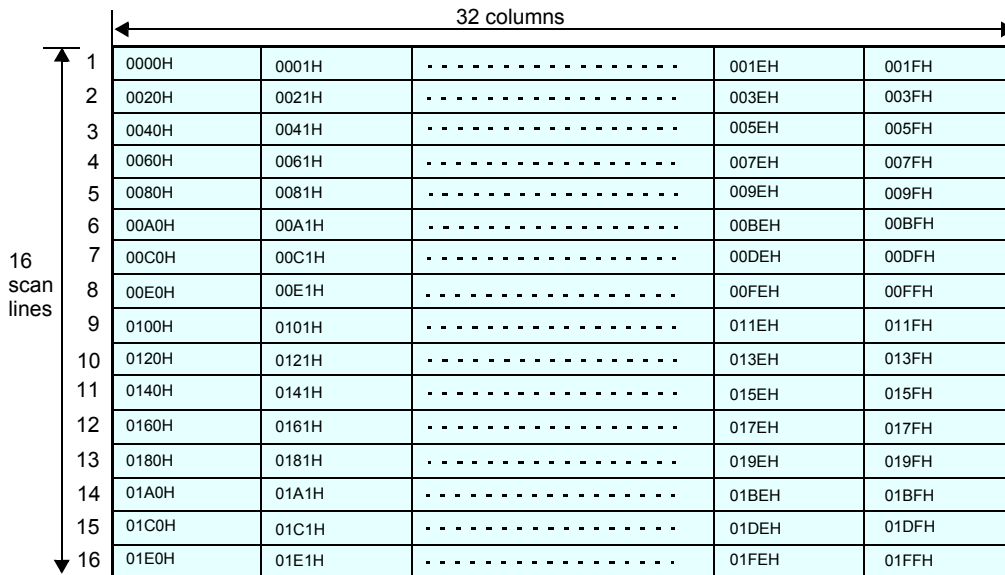 32 columns
1 0000H 0001H 001EH 001FH
2 0020H 0021H 003EH 003FH
3 0040H 0041H 005EH 005FH
4 0060H 0061H 007EH 007FH
5 0080H 0081H 009EH 009FH
6 00A0H 00A1H 00BEH 00BFH
7 00C0H 00C1H 00DEH 00DFH
16
scan
lines
8 00E0H 00E1H 00FEH 00FFH
9 0100H 0101H 011EH 011FH
10 0120H 0121H 013EH 013FH
11 0140H 0141H 015EH 015FH
12 0160H 0161H 017EH 017FH
13 0180H 0181H 019EH 019FH
14 01A0H 01A1H 01BEH 01BFH
15 01C0H 01C1H 01DEH 01DFH
16 01E0H 01E1H 01FEH 01FFH